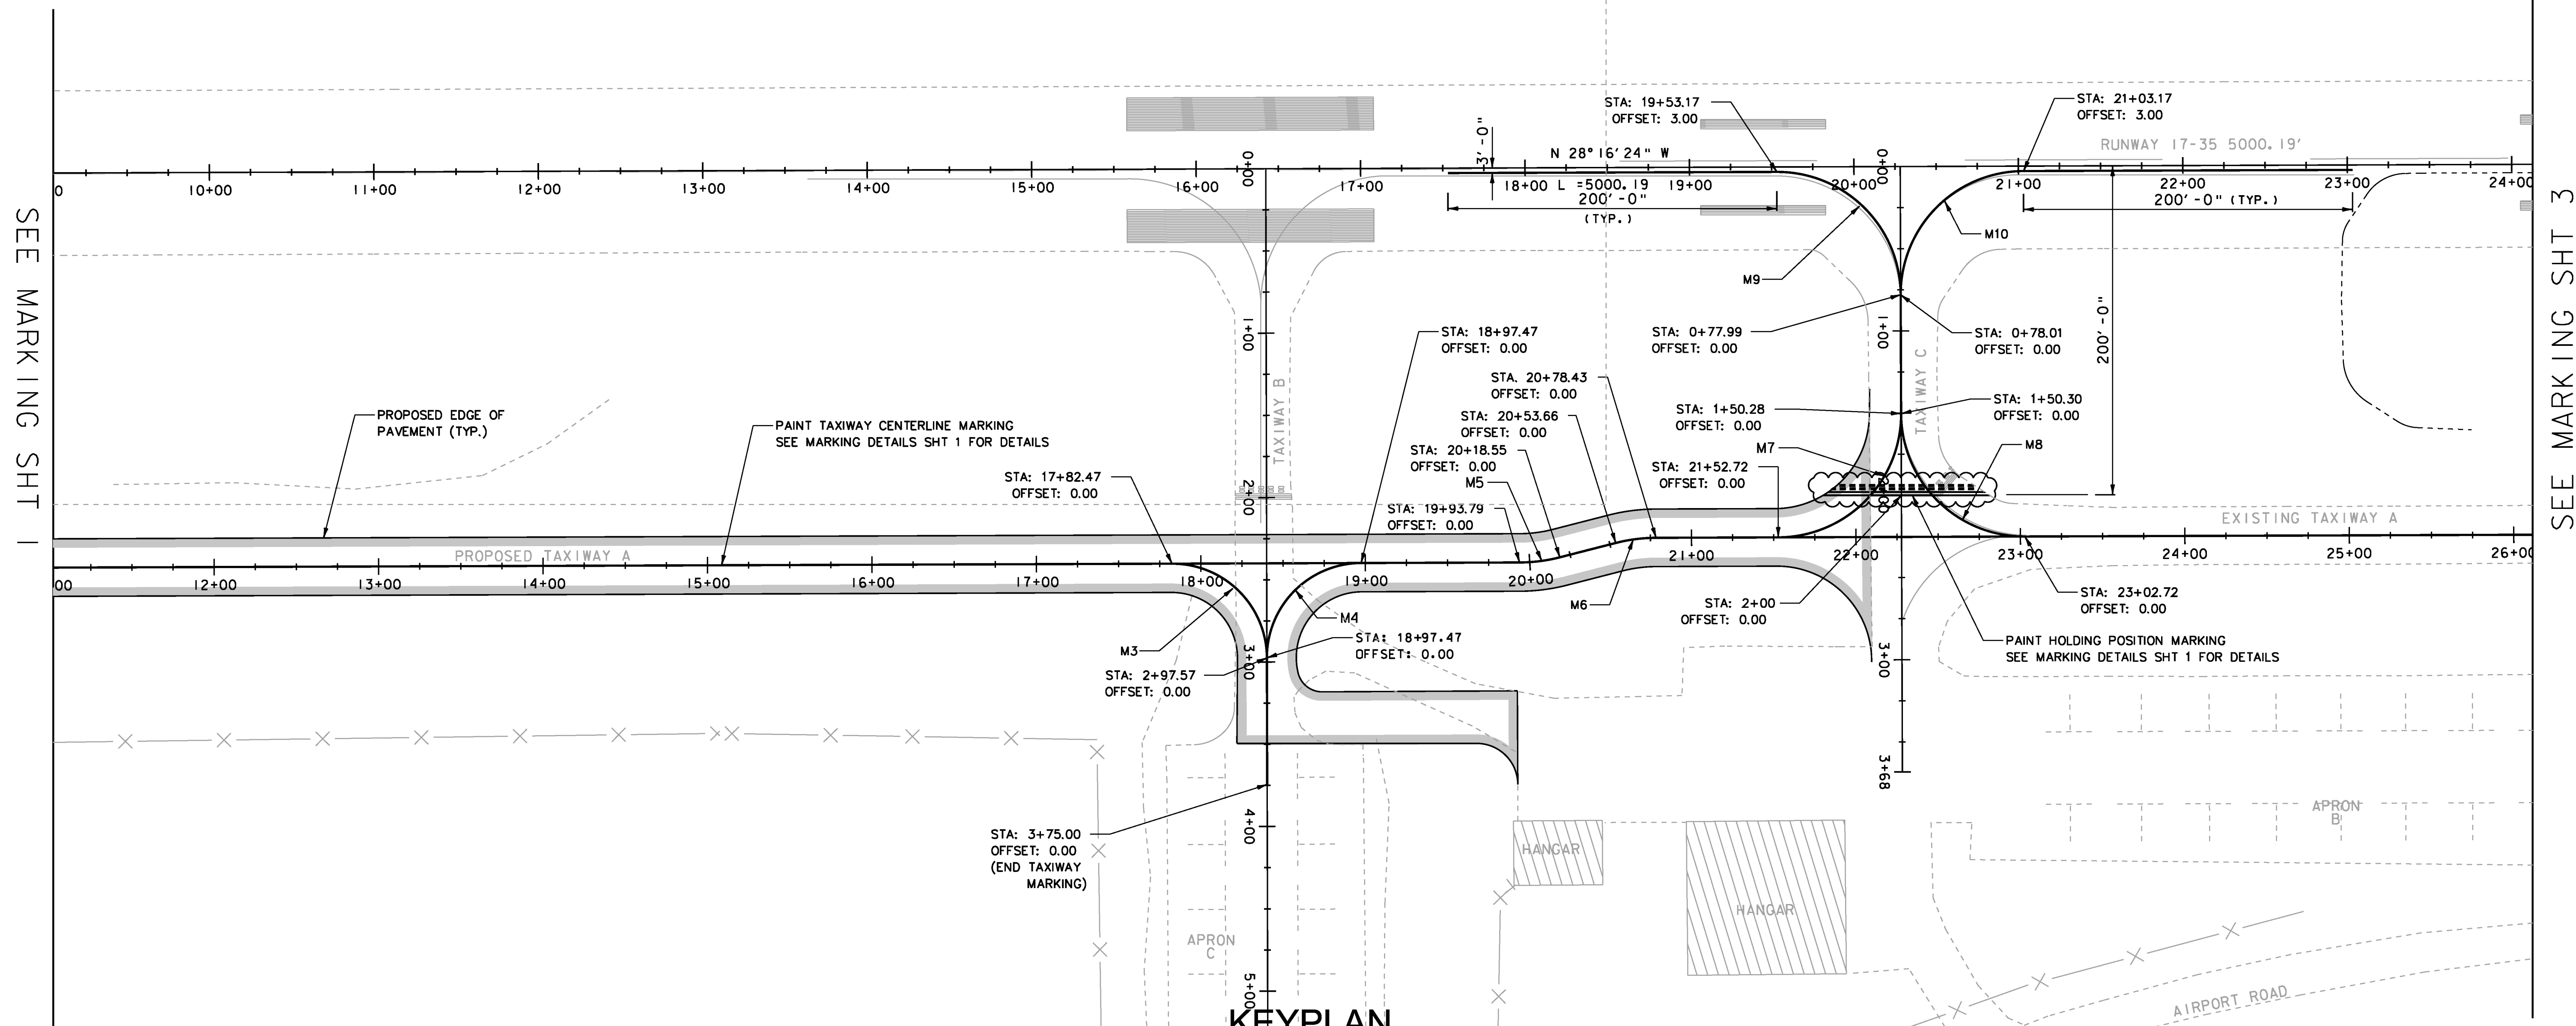 SEE MARKING SHT 1
SEE MARKING SHT 3
STA: 19+53.17
OFFSET: 3.00
3'-0"
N 28°16'24" W
STA: 21+03.17
OFFSET: 3.00
RUNWAY 17-35 5000.19'
0+00
0+00
10+00
11+00
12+00
13+00
14+00
15+00
16+00
17+00
18+00
L =5000.19
19+00
20+00
21+00
22+00
23+00
24+00
200'-0"
(TYP.)
200'-0" (TYP.)
M10
M9
200'-0"
1+00
TAXIWAY B
2+00
1+00
TAXIWAY C
STA: 18+97.47
OFFSET: 0.00
STA: 0+77.99
OFFSET: 0.00
STA: 0+78.01
OFFSET: 0.00
STA. 20+78.43
OFFSET: 0.00
STA: 20+53.66
OFFSET: 0.00
STA: 1+50.28
OFFSET: 0.00
STA: 1+50.30
OFFSET: 0.00
PROPOSED EDGE OF
PAVEMENT (TYP.)
PAINT TAXIWAY CENTERLINE MARKING
SEE MARKING DETAILS SHT 1 FOR DETAILS
STA: 20+18.55
OFFSET: 0.00
M5
M7
M8
STA: 17+82.47
OFFSET: 0.00
STA: 21+52.72
OFFSET: 0.00
STA: 19+93.79
OFFSET: 0.00
EXISTING TAXIWAY A
PROPOSED TAXIWAY A
00
12+00
13+00
14+00
15+00
16+00
17+00
18+00
19+00
20+00
21+00
22+00
23+00
24+00
25+00
26+00
M6
STA: 2+00
OFFSET: 0.00
STA: 23+02.72
OFFSET: 0.00
M4
M3
STA: 18+97.47
OFFSET: 0.00
PAINT HOLDING POSITION MARKING
SEE MARKING DETAILS SHT 1 FOR DETAILS
STA: 2+97.57
OFFSET: 0.00
3+00
3+00
3+68
STA: 3+75.00
OFFSET: 0.00
(END TAXIWAY
MARKING)
4+00
HANGAR
HANGAR
APRON
B
APRON
C
5+00
AIRPORT ROAD
KEYPLAN